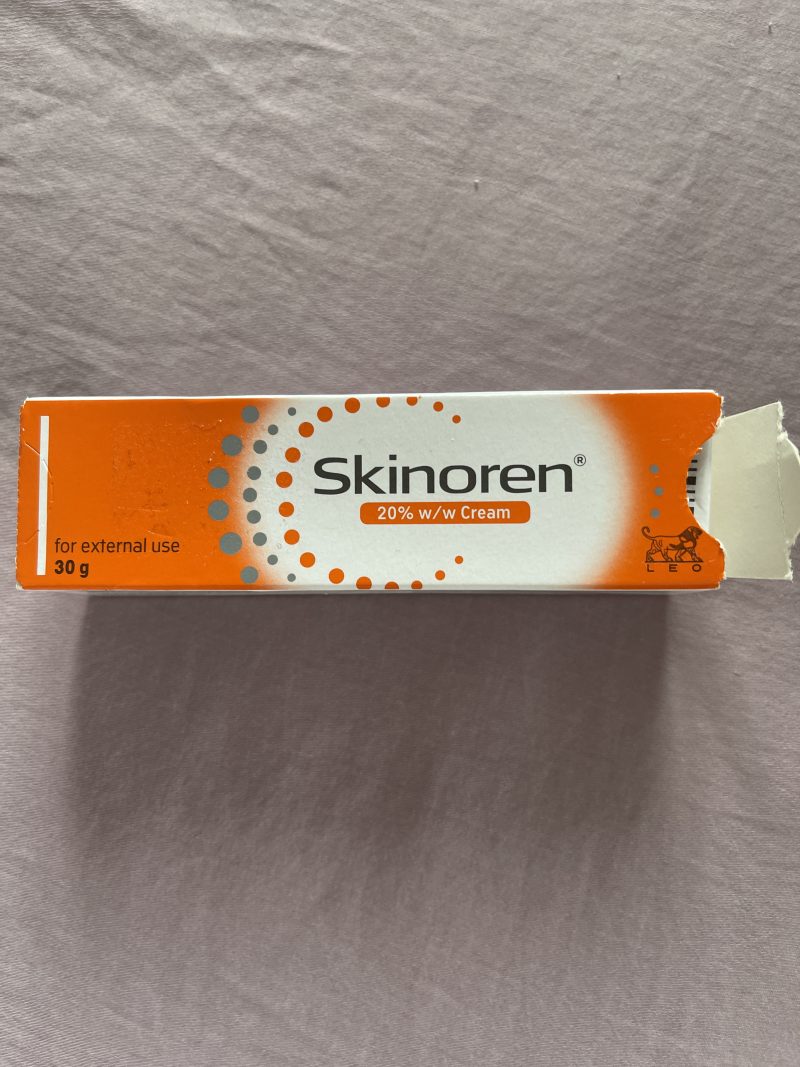 Skinoren®
20% w/w Cream
for external use
30 g
LEO